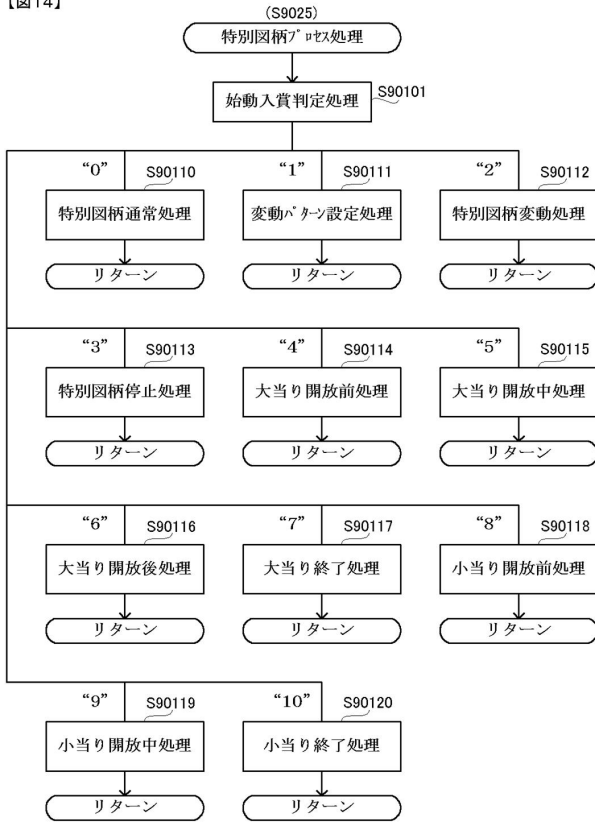 【図14】
(S9025)
特別図柄プロセス処理
始動入賞判定処理
S90101
“0”
S90110
“1”
S90111
“2”
S90112
特別図柄通常処理
変動パターン設定処理
特別図柄変動処理
リターン
リターン
リターン
“3”
S90113
“4”
S90114
“5”
S90115
特別図柄停止処理
大当り開放前処理
大当り開放中処理
リターン
リターン
リターン
“6”
S90116
“7”
S90117
“8”
S90118
大当り開放後処理
大当り終了処理
小当り開放前処理
リターン
リターン
リターン
“9”
S90119
“10”
S90120
小当り開放中処理
小当り終了処理
リターン
リターン